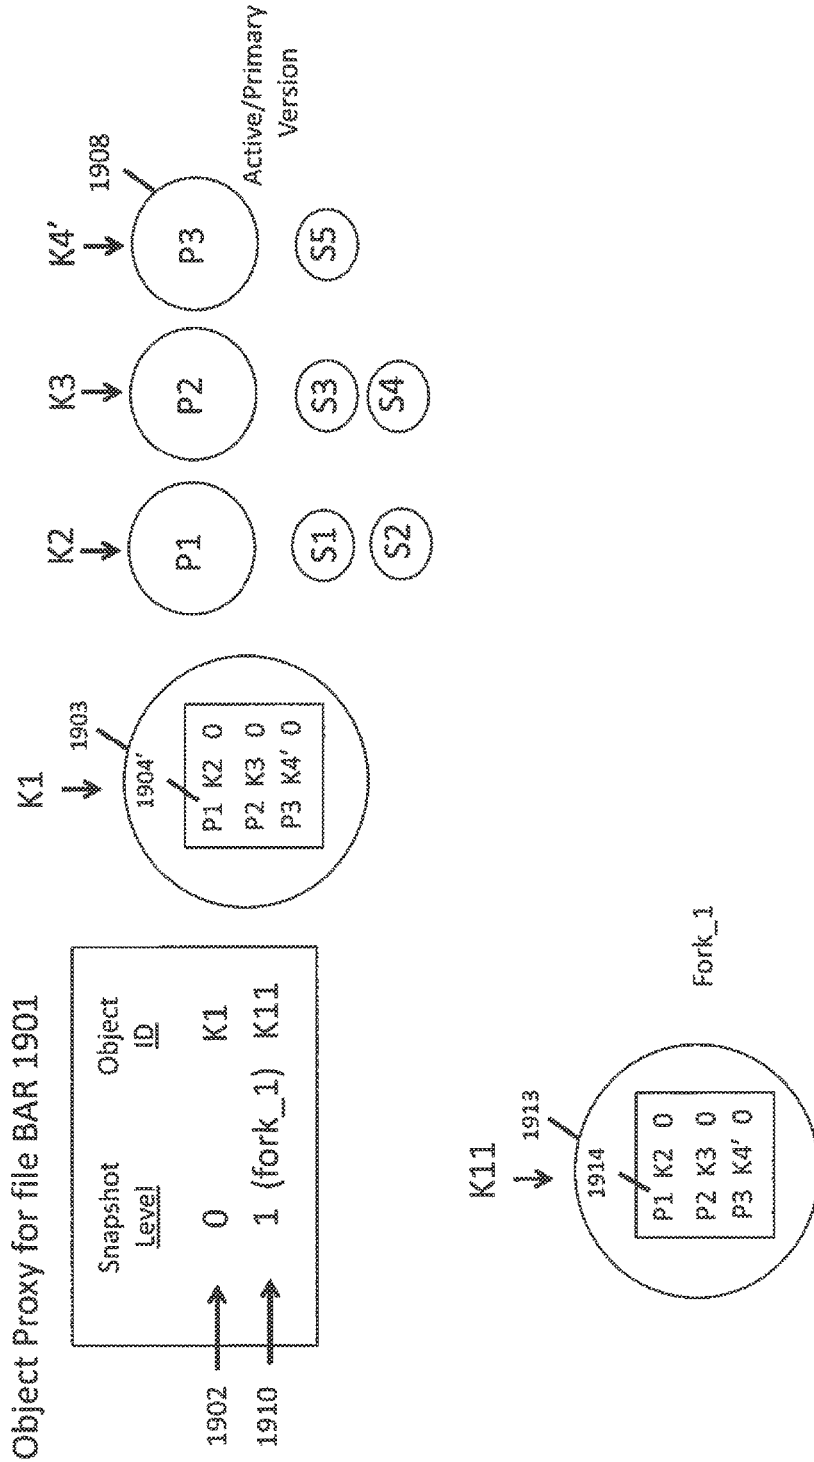 Object Proxy for file BAR 1901
Snapshot Level
Object ID
1902
0 K1
1910
1 (fork_1) K11
K1
1903
1904'
P1 K2 0
P2 K3 0
P3 K4' 0
K2
P1
S1
S2
K3
P2
S3
S4
K4'
1908
P3
S5
Active/Primary
Version
K11
1913
1914
P1 K2 0
P2 K3 0
P3 K4' 0
Fork_1